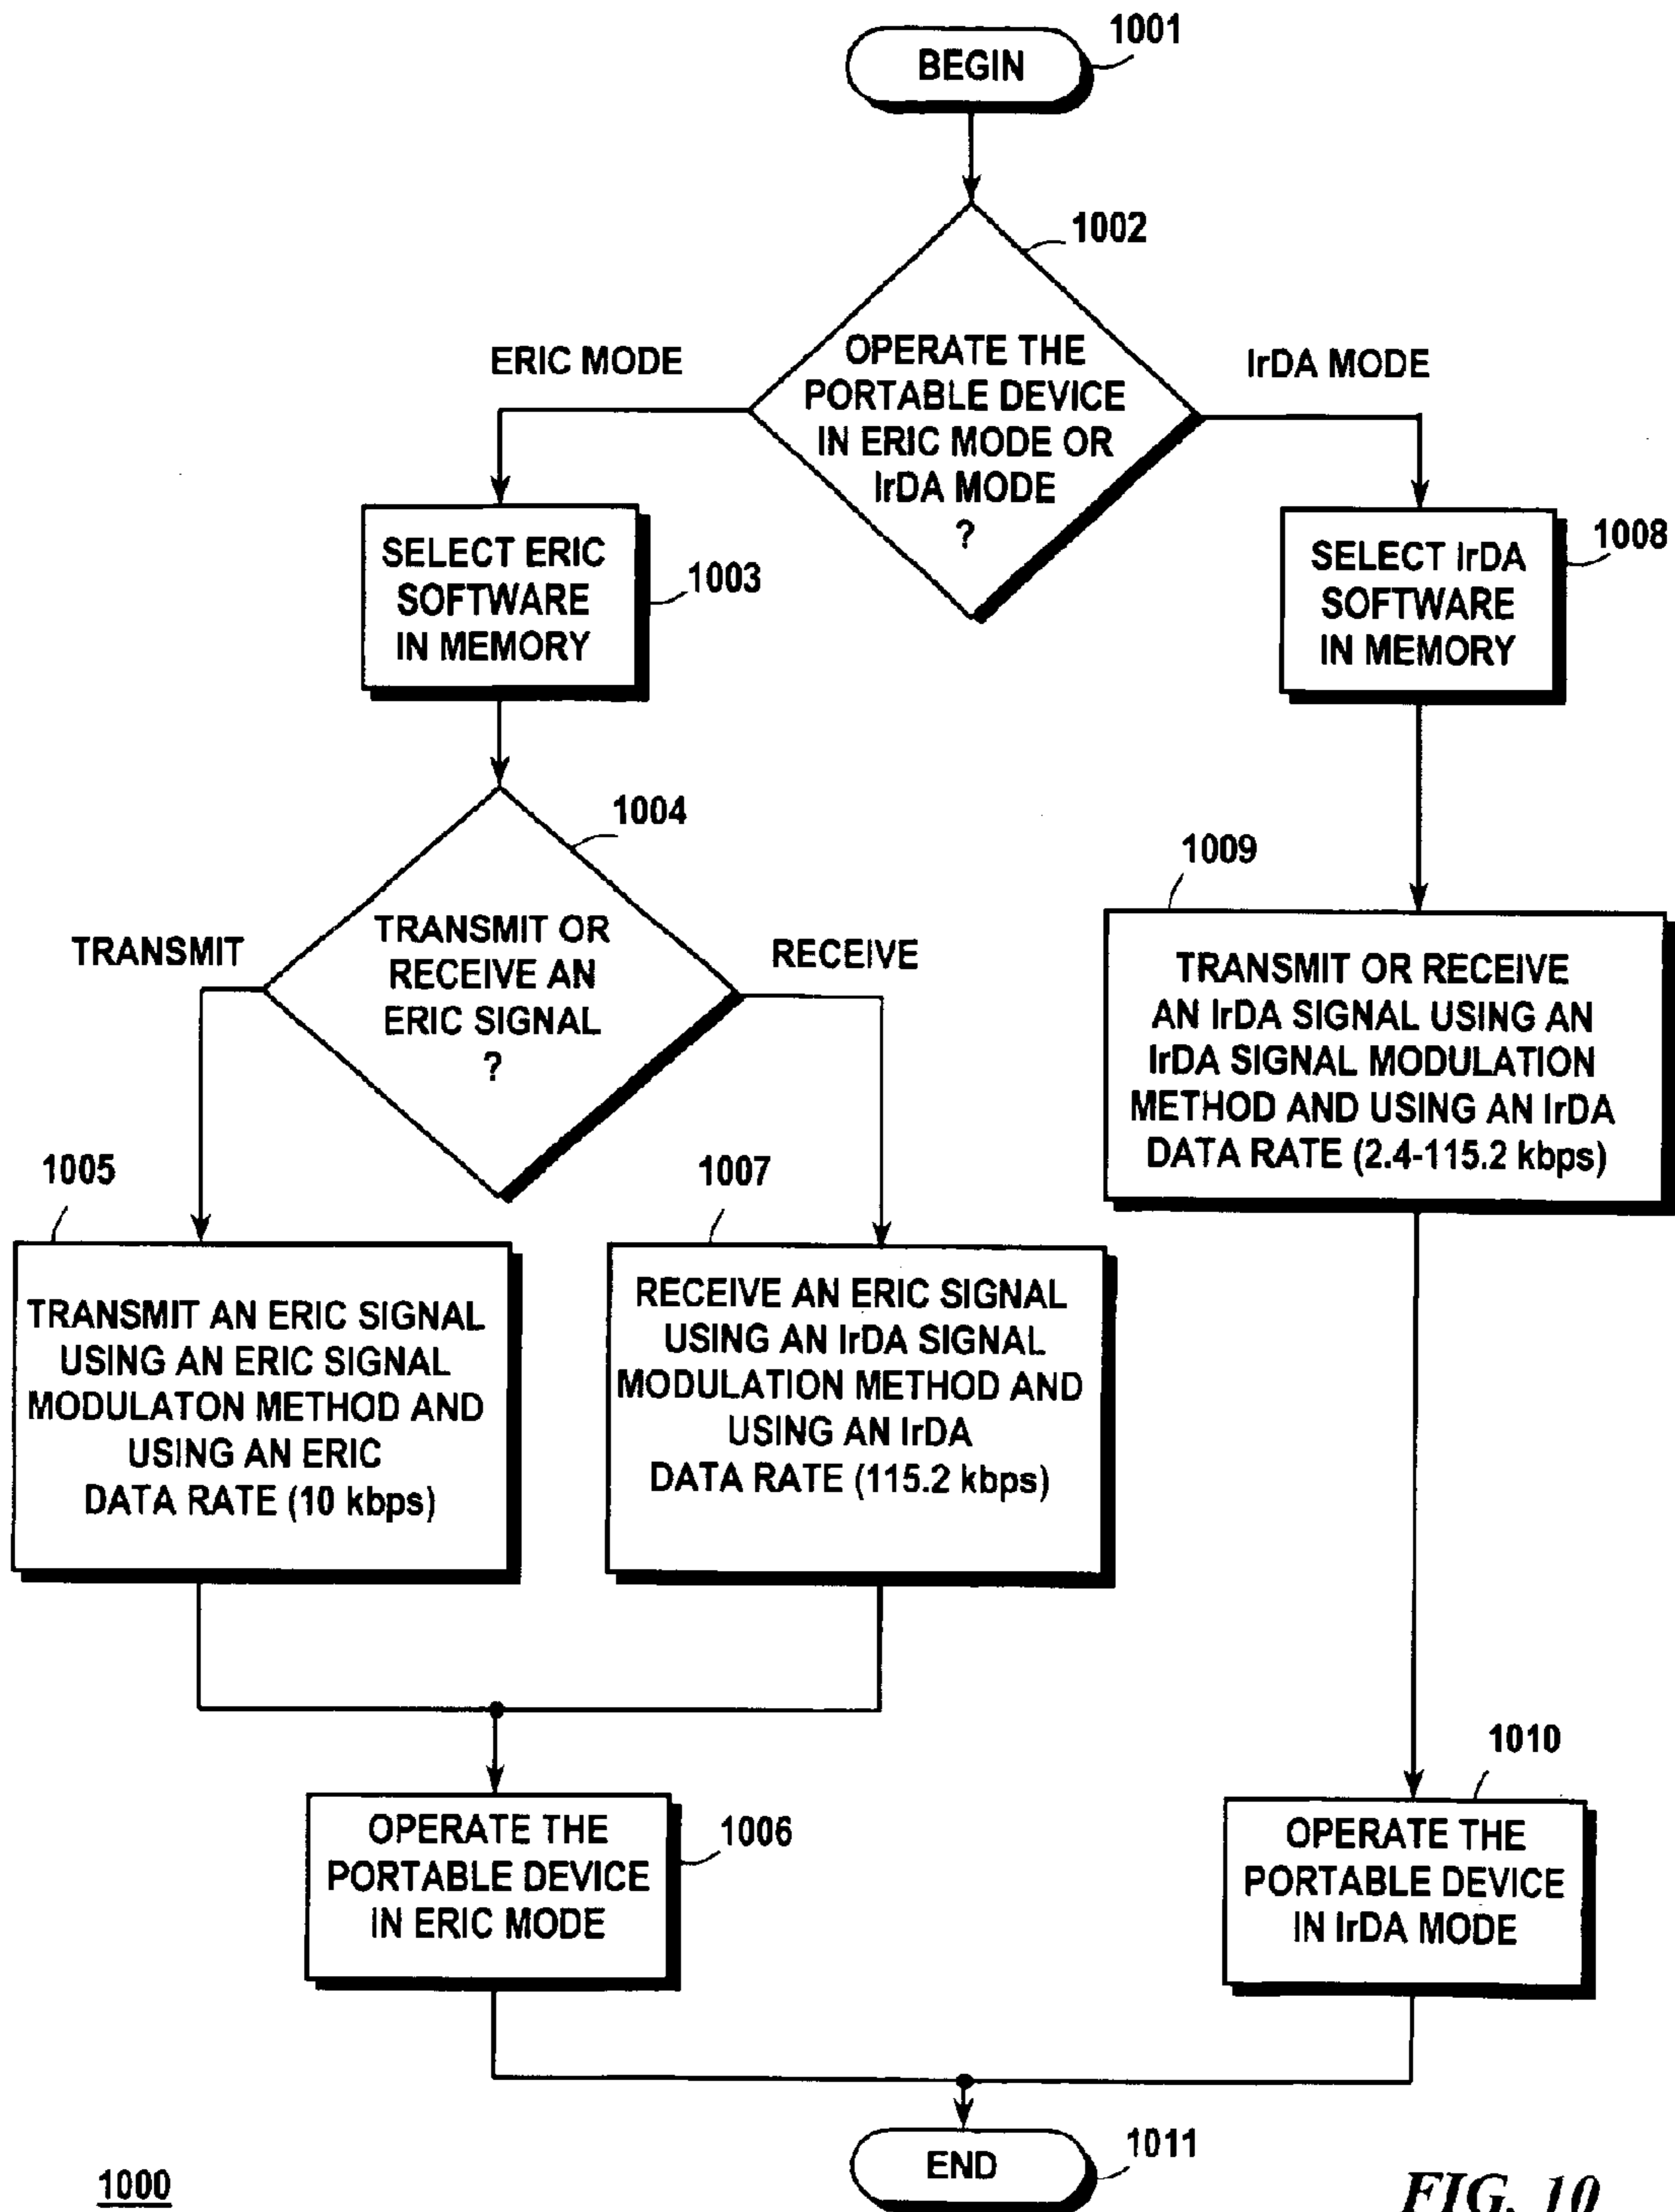 1001
BEGIN
1002
OPERATE THE
PORTABLE DEVICE
IN ERIC MODE OR
IrDA MODE
?
ERIC MODE
IrDA MODE
SELECT ERIC
SOFTWARE
IN MEMORY
1003
SELECT IrDA
SOFTWARE
IN MEMORY
1008
1004
TRANSMIT OR
RECEIVE AN
ERIC SIGNAL
?
TRANSMIT
RECEIVE
1009
TRANSMIT OR RECEIVE
AN IrDA SIGNAL USING AN
IrDA SIGNAL MODULATION
METHOD AND USING AN IrDA
DATA RATE (2.4-115.2 kbps)
1005
TRANSMIT AN ERIC SIGNAL
USING AN ERIC SIGNAL
MODULATON METHOD AND
USING AN ERIC
DATA RATE (10 kbps)
1007
RECEIVE AN ERIC SIGNAL
USING AN IrDA SIGNAL
MODULATION METHOD AND
USING AN IrDA
DATA RATE (115.2 kbps)
OPERATE THE
PORTABLE DEVICE
IN ERIC MODE
1006
1010
OPERATE THE
PORTABLE DEVICE
IN IrDA MODE
END
1011
1000
FIG. 10